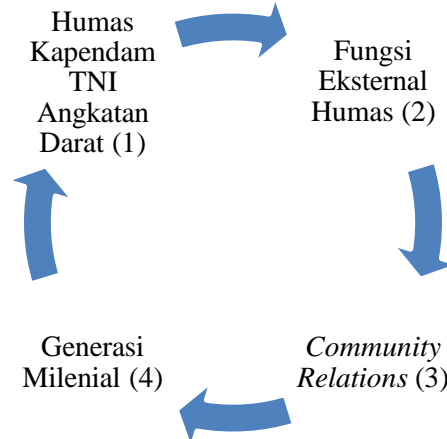 Humas
Kapendam
TNI
Angkatan
Darat (1)
Fungsi
Eksternal
Humas (2)
Community
Relations (3)
Generasi
Milenial (4)